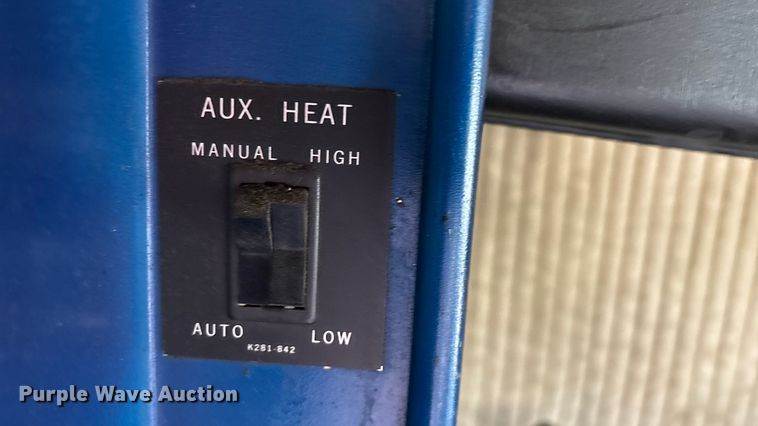 AUX. HEAT
MANUAL HIGH
AUTO LOW
K281-842
Purple Wave Auction